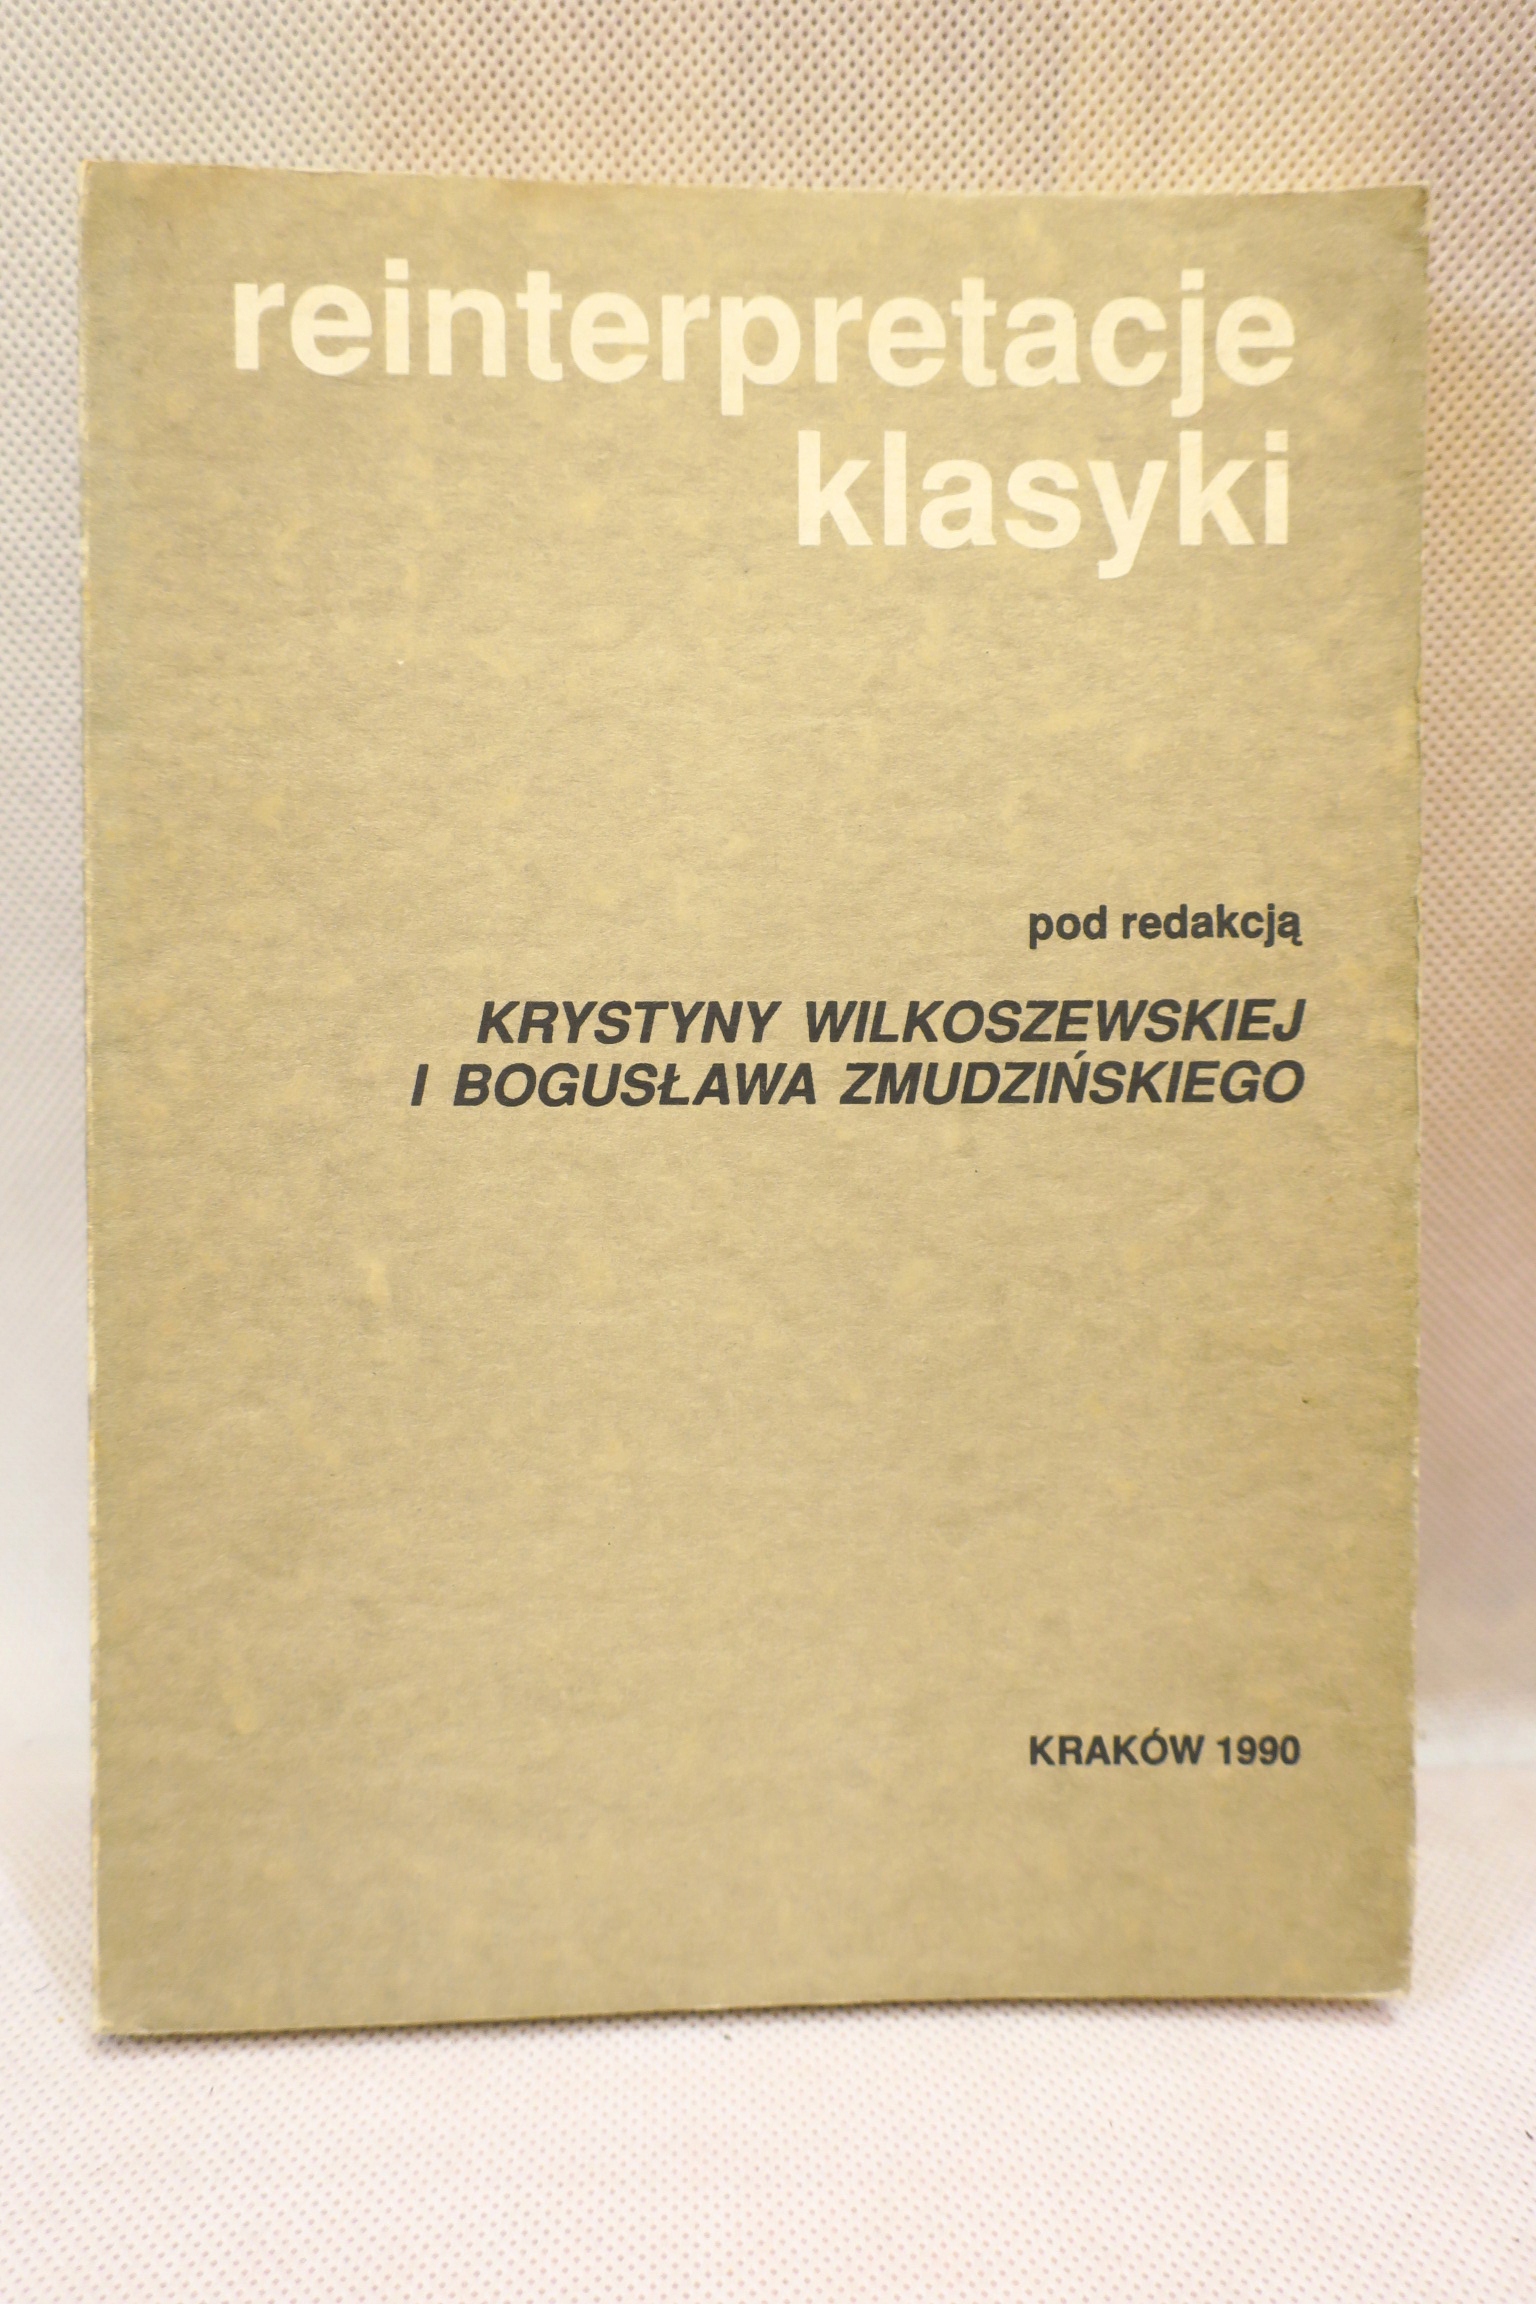 reinterpretacje
klasyki
pod redakcją
KRYSTYNY WILKOSZEWSKIEJ
I BOGUSŁAWA ZMUDZIŃSKIEGO
KRAKÓW 1990